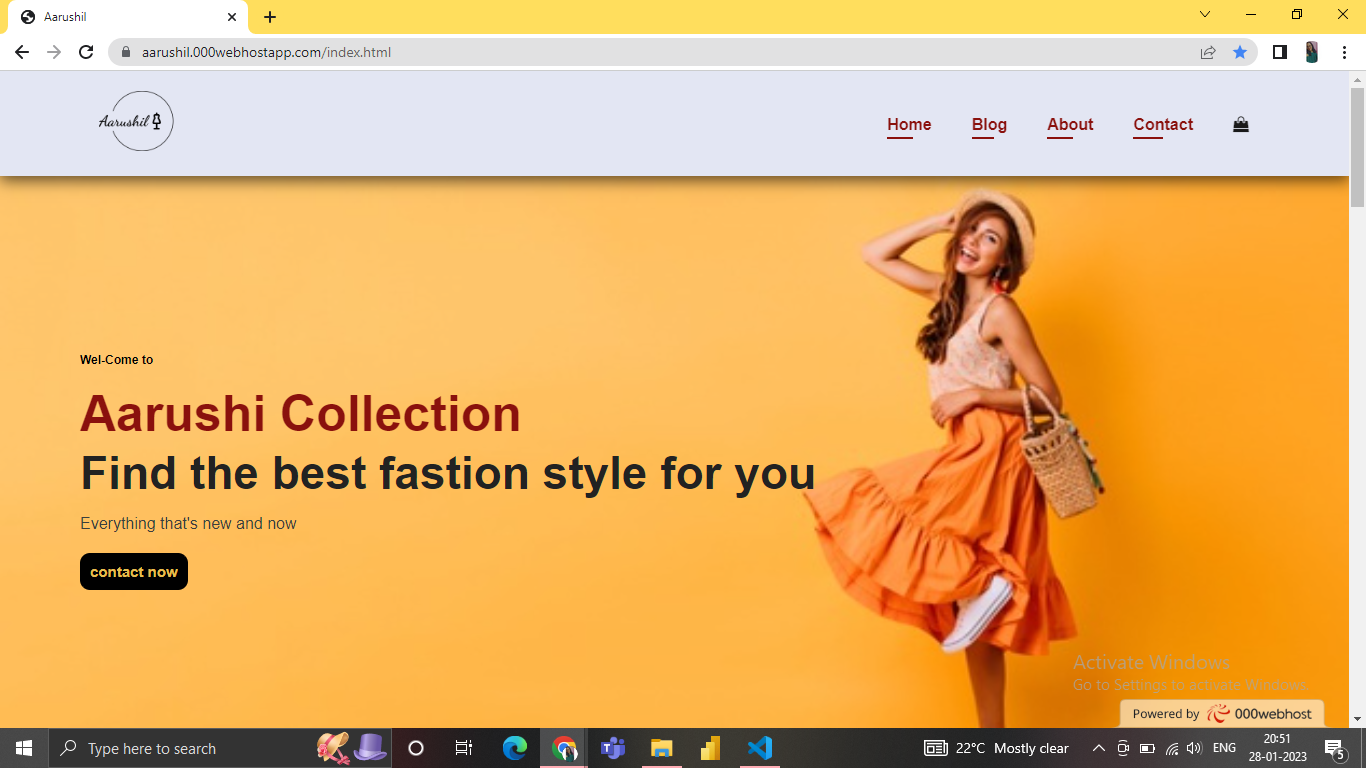 Aarushil
aarushil.000webhostapp.com/index.html
Aarushil
Home Blog About Contact
Wel-Come to
Aarushi Collection
Find the best fastion style for you
Everything that's new and now
contact now
Activate Windows
Go to Settings to activate Windows.
Powered by 000webhost
Type here to search
22°C Mostly clear
ENG
20:51
28-01-2023
5